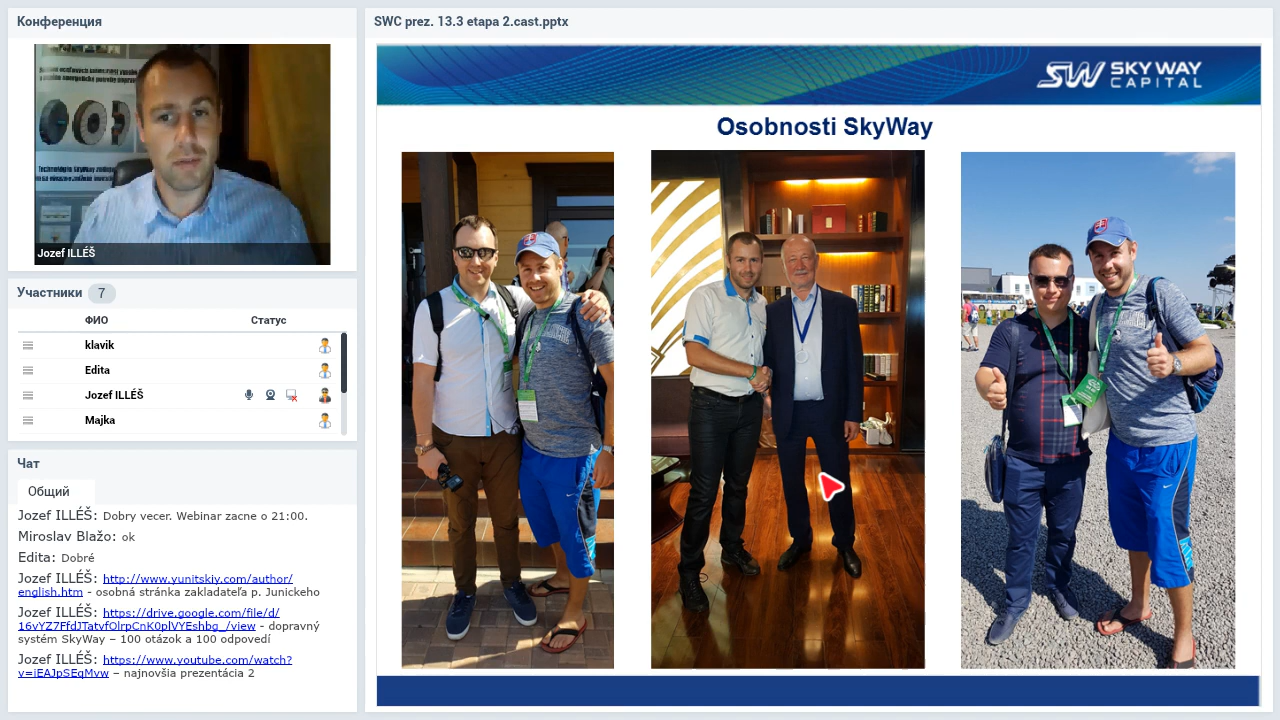 Конференция
Jozef ILLÉŠ
Участники 7
ФИО Статус
klavik
Edita
Jozef ILLÉŠ
Majka
Чат
Общий
Jozef ILLÉŠ: Dobry vecer. Webinar zacne o 21:00.
Miroslav Blažo: ok
Edita: Dobré
Jozef ILLÉŠ: http://www.yunitskiy.com/author/
english.htm - osobná stránka zakladateľa p. Junickeho
Jozef ILLÉŠ: https://drive.google.com/file/d/
16vYZ7FfdJTatvfOlrpCnK0plVYEshbg_/view - dopravný
systém SkyWay – 100 otázok a 100 odpovedí
Jozef ILLÉŠ: https://www.youtube.com/watch?
v=iEAJpSEqMvw – najnovšia prezentácia 2
SWC prez. 13.3 etapa 2.cast.pptx
SW SKY WAY
CAPITAL
Osobnosti SkyWay